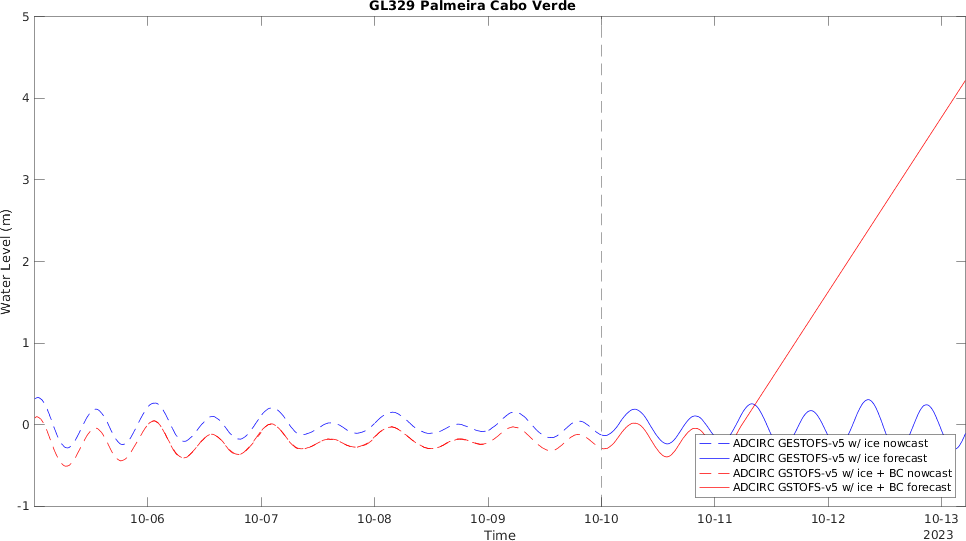 GL329 Palmeira Cabo Verde
5
4
3
2
1
0
-1
Water Level (m)
ADCIRC GESTOFS-v5 w/ ice nowcast
ADCIRC GESTOFS-v5 w/ ice forecast
ADCIRC GSTOFS-v5 w/ ice + BC nowcast
ADCIRC GSTOFS-v5 w/ ice + BC forecast
10-06 10-07 10-08 10-09 10-10 10-11 10-12 10-13
Time 2023